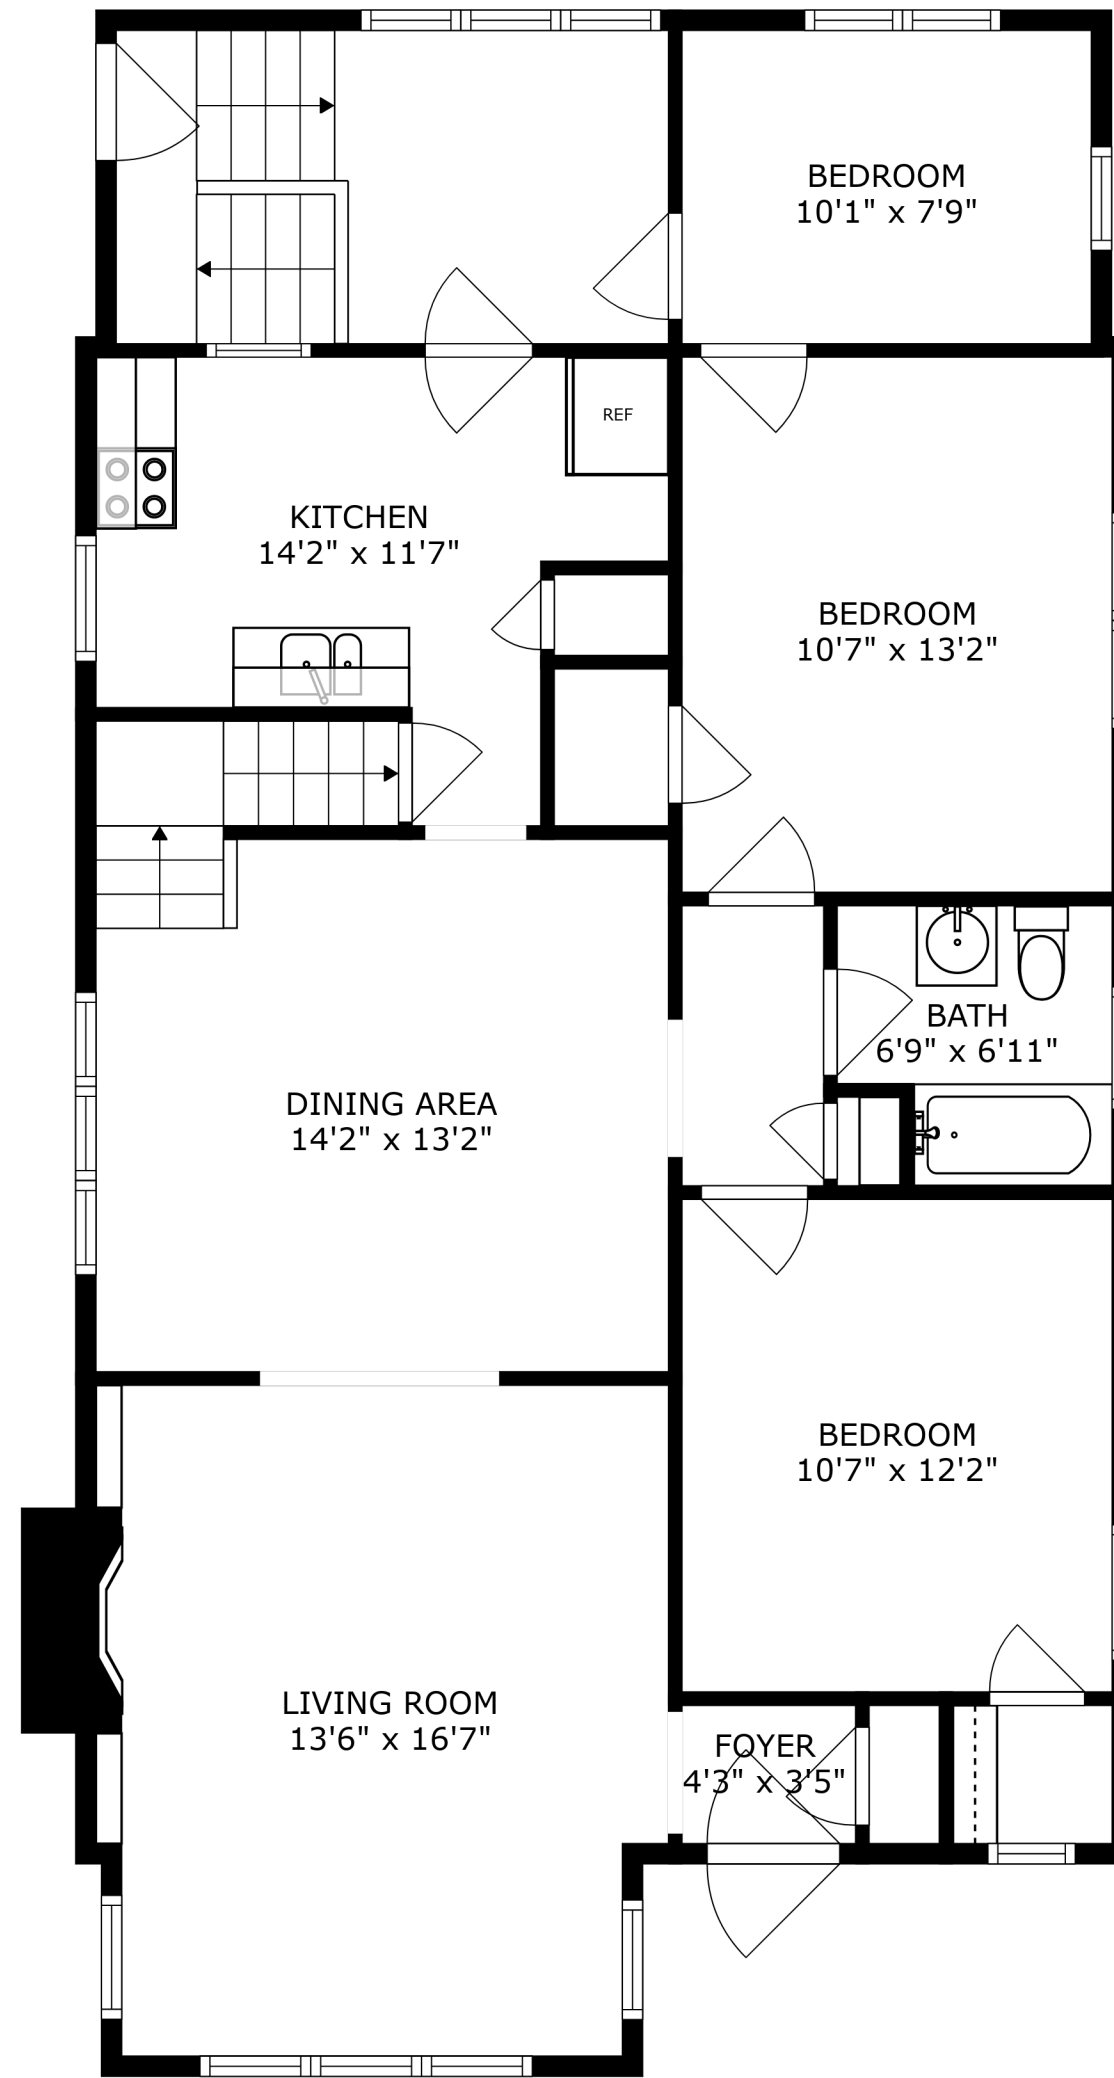 BEDROOM
10'1" x 7'9"
REF
KITCHEN
14'2" x 11'7"
BEDROOM
10'7" x 13'2"
BATH
6'9" x 6'11"
DINING AREA
14'2" x 13'2"
BEDROOM
10'7" x 12'2"
LIVING ROOM
13'6" x 16'7"
FOYER
4'3" x 3'5"